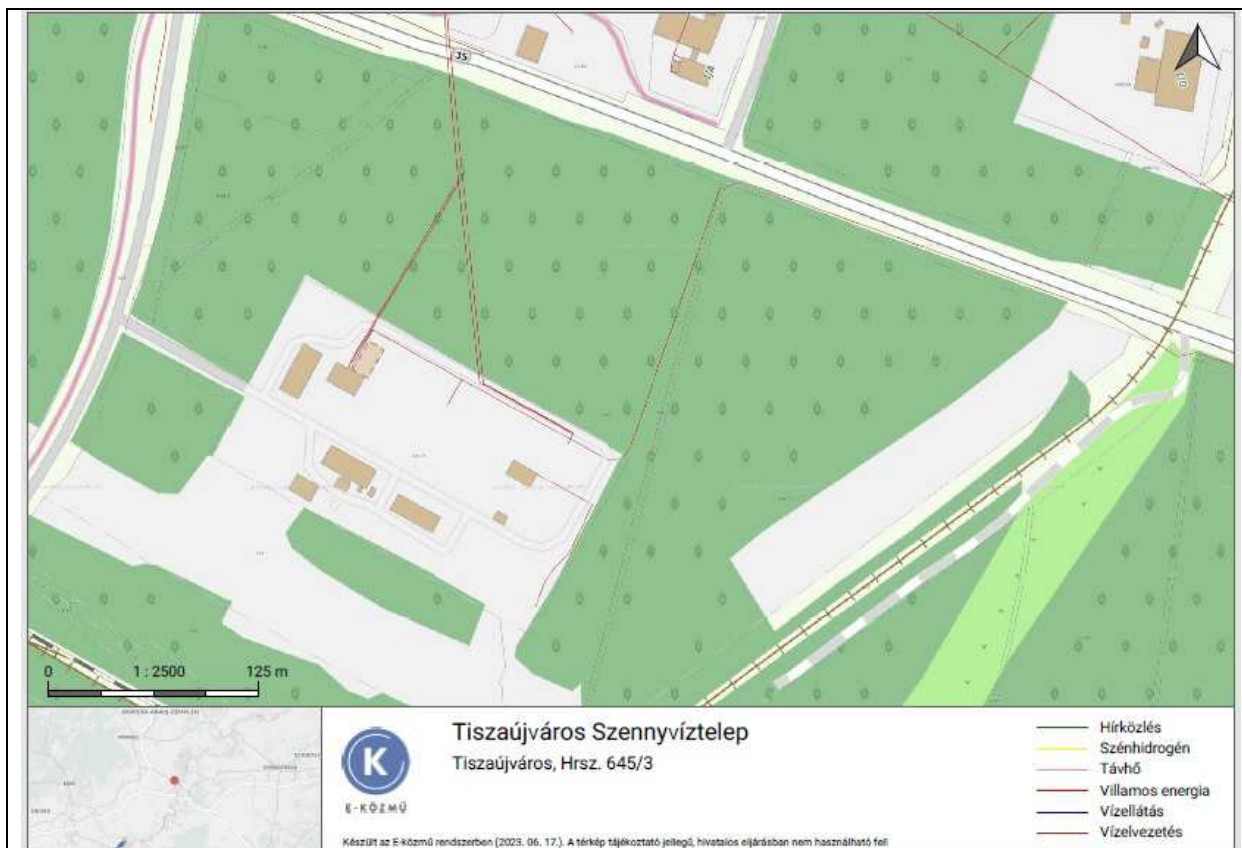 35
7/A
0
1 : 2500
125 m
K
E-KÖZMŰ
Tiszaújváros Szennyvíztelep
Tiszaújváros, Hrsz. 645/3
Készült az E-közmű rendszerben (2023. 06. 17.). A térkép tájékoztató jellegű, hivatalos eljárásban nem használható fel!
Hírközlés
Szénhidrogén
Távhő
Villamos energia
Vízellátás
Vízelvezetés